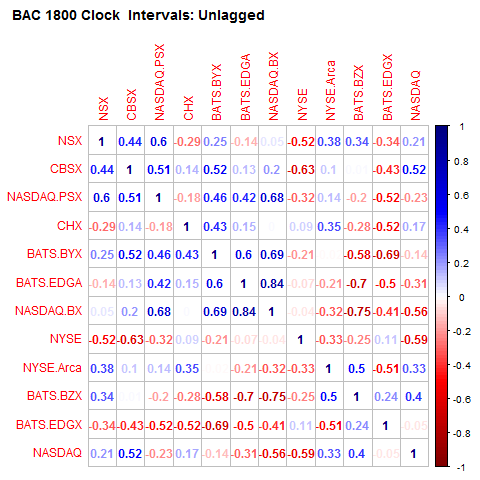 BAC 1800 Clock Intervals: Unlagged
NSX CBSX NASDAQ.PSX CHX BATS.BYX BATS.EDGA NASDAQ.BX NYSE NYSE.Arca BATS.BZX BATS.EDGX NASDAQ
NSX 1 0.44 0.6 -0.29 0.25 -0.14 0.05 -0.52 0.38 0.34 -0.34 0.21
CBSX 0.44 1 0.51 0.14 0.52 0.13 0.2 -0.63 0.1 -0.43 0.52
NASDAQ.PSX 0.6 0.51 1 -0.18 0.46 0.42 0.68 -0.32 0.14 -0.2 -0.52 -0.23
CHX -0.29 0.14 -0.18 1 0.43 0.15 0.09 0.35 -0.28 -0.52 0.17
BATS.BYX 0.25 0.52 0.46 0.43 1 0.6 0.69 -0.21 -0.58 -0.69 -0.14
BATS.EDGA -0.14 0.13 0.42 0.15 0.6 1 0.84 -0.07 -0.21 -0.7 -0.5 -0.31
NASDAQ.BX 0.05 0.2 0.68 0.69 0.84 1 -0.04 -0.32 -0.75 -0.41 -0.56
NYSE -0.52 -0.63 -0.32 0.09 -0.21 -0.07 -0.04 1 -0.33 -0.25 0.11 -0.59
NYSE.Arca 0.38 0.1 0.14 0.35 -0.21 -0.32 -0.33 1 0.5 -0.51 0.33
BATS.BZX 0.34 -0.2 -0.28 -0.58 -0.7 -0.75 -0.25 0.5 1 0.24 0.4
BATS.EDGX -0.34 -0.43 -0.52 -0.52 -0.69 -0.5 -0.41 0.11 -0.51 0.24 1 -0.05
NASDAQ 0.21 0.52 -0.23 0.17 -0.14 -0.31 -0.56 -0.59 0.33 0.4 -0.05 1
1
0.8
0.6
0.4
0.2
0
-0.2
-0.4
-0.6
-0.8
-1